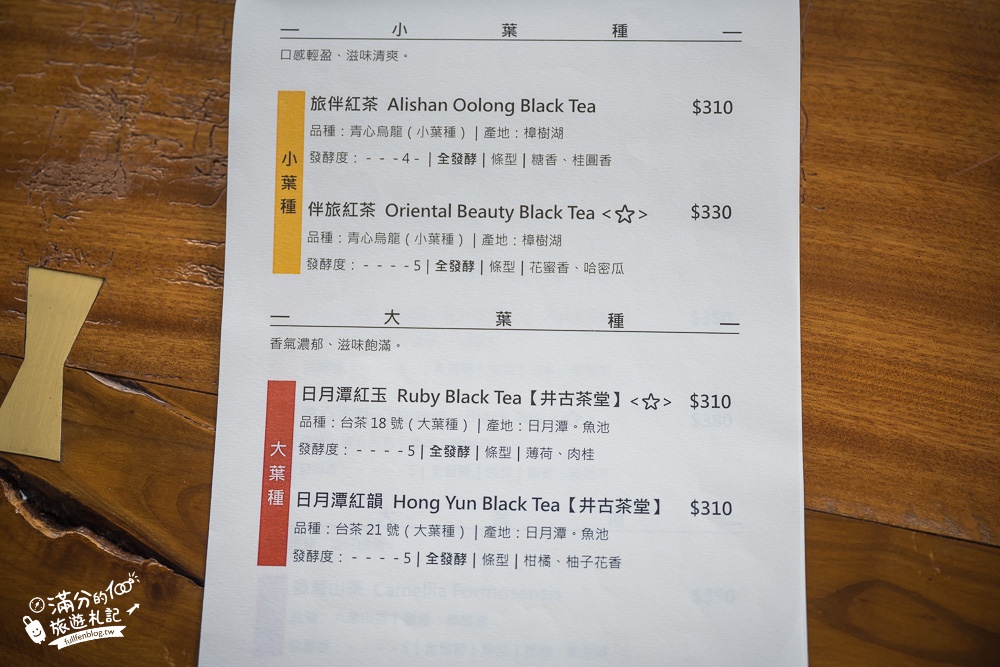 — 小 葉 種 —
口感輕盈、滋味清爽。
小葉種
旅伴紅茶 Alishan Oolong Black Tea $310
品種：青心烏龍（小葉種）｜產地：樟樹湖
發酵度：- - - 4 -｜全發酵｜條型｜糖香、桂圓香
伴旅紅茶 Oriental Beauty Black Tea <☆> $330
品種：青心烏龍（小葉種）｜產地：樟樹湖
發酵度：- - - - 5｜全發酵｜條型｜花蜜香、哈密瓜
— 大 葉 種 —
香氣濃郁、滋味飽滿。
大葉種
日月潭紅玉 Ruby Black Tea【井古茶堂】<☆> $310
品種：台茶 18 號（大葉種）｜產地：日月潭。魚池
發酵度：- - - - 5｜全發酵｜條型｜薄荷、肉桂
日月潭紅韻 Hong Yun Black Tea【井古茶堂】 $310
品種：台茶 21 號（大葉種）｜產地：日月潭。魚池
發酵度：- - - - 5｜全發酵｜條型｜柑橘、柚子花香
滿分的
旅遊札記
fullfenblog.tw